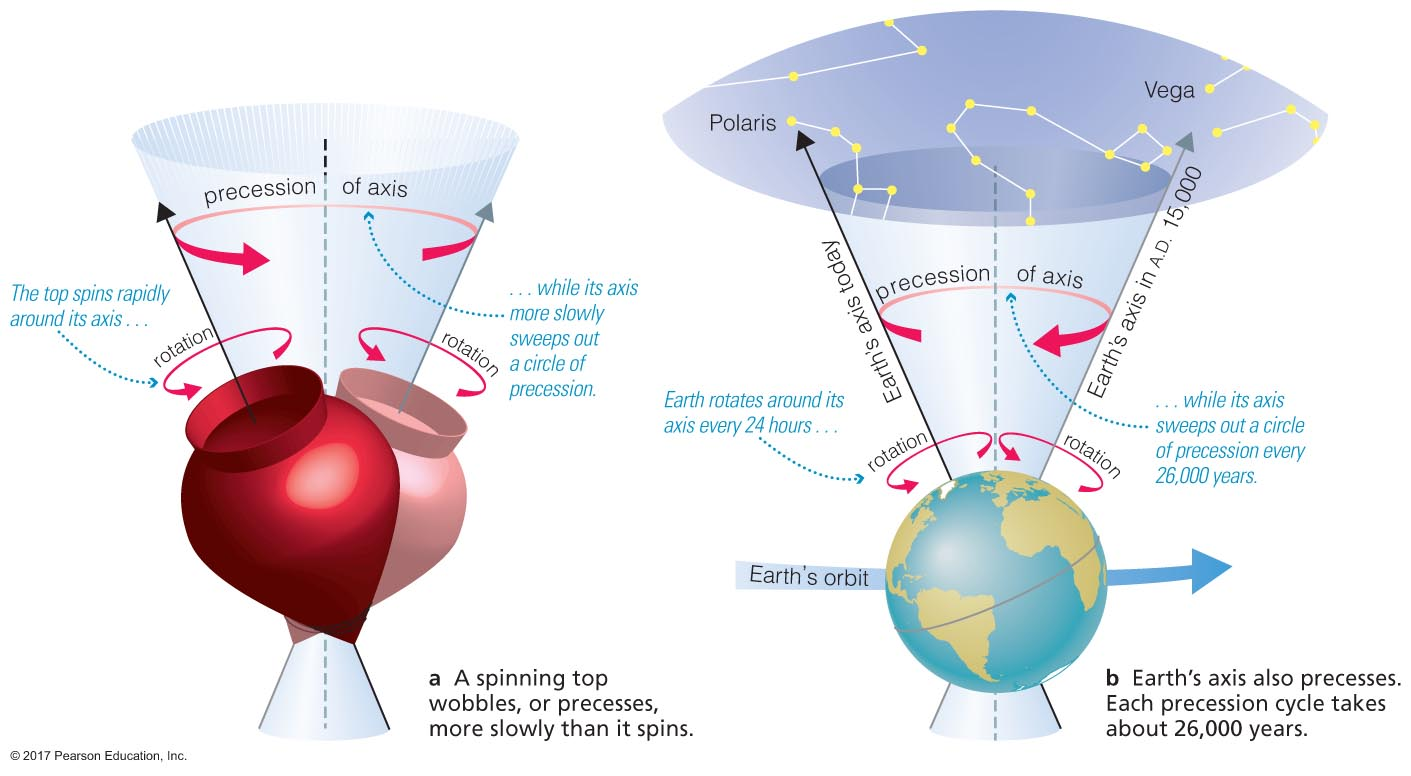 precession of axis
The top spins rapidly
around its axis . . .
. . . while its axis
more slowly
sweeps out
a circle of
precession.
rotation
rotation
a A spinning top
wobbles, or precesses,
more slowly than it spins.
Polaris
Vega
Earth's axis today
precession of axis
Earth's axis in A.D. 15,000
Earth rotates around its
axis every 24 hours . . .
. . . while its axis
sweeps out a circle
of precession every
26,000 years.
rotation
rotation
Earth's orbit
b Earth's axis also precesses.
Each precession cycle takes
about 26,000 years.
© 2017 Pearson Education, Inc.